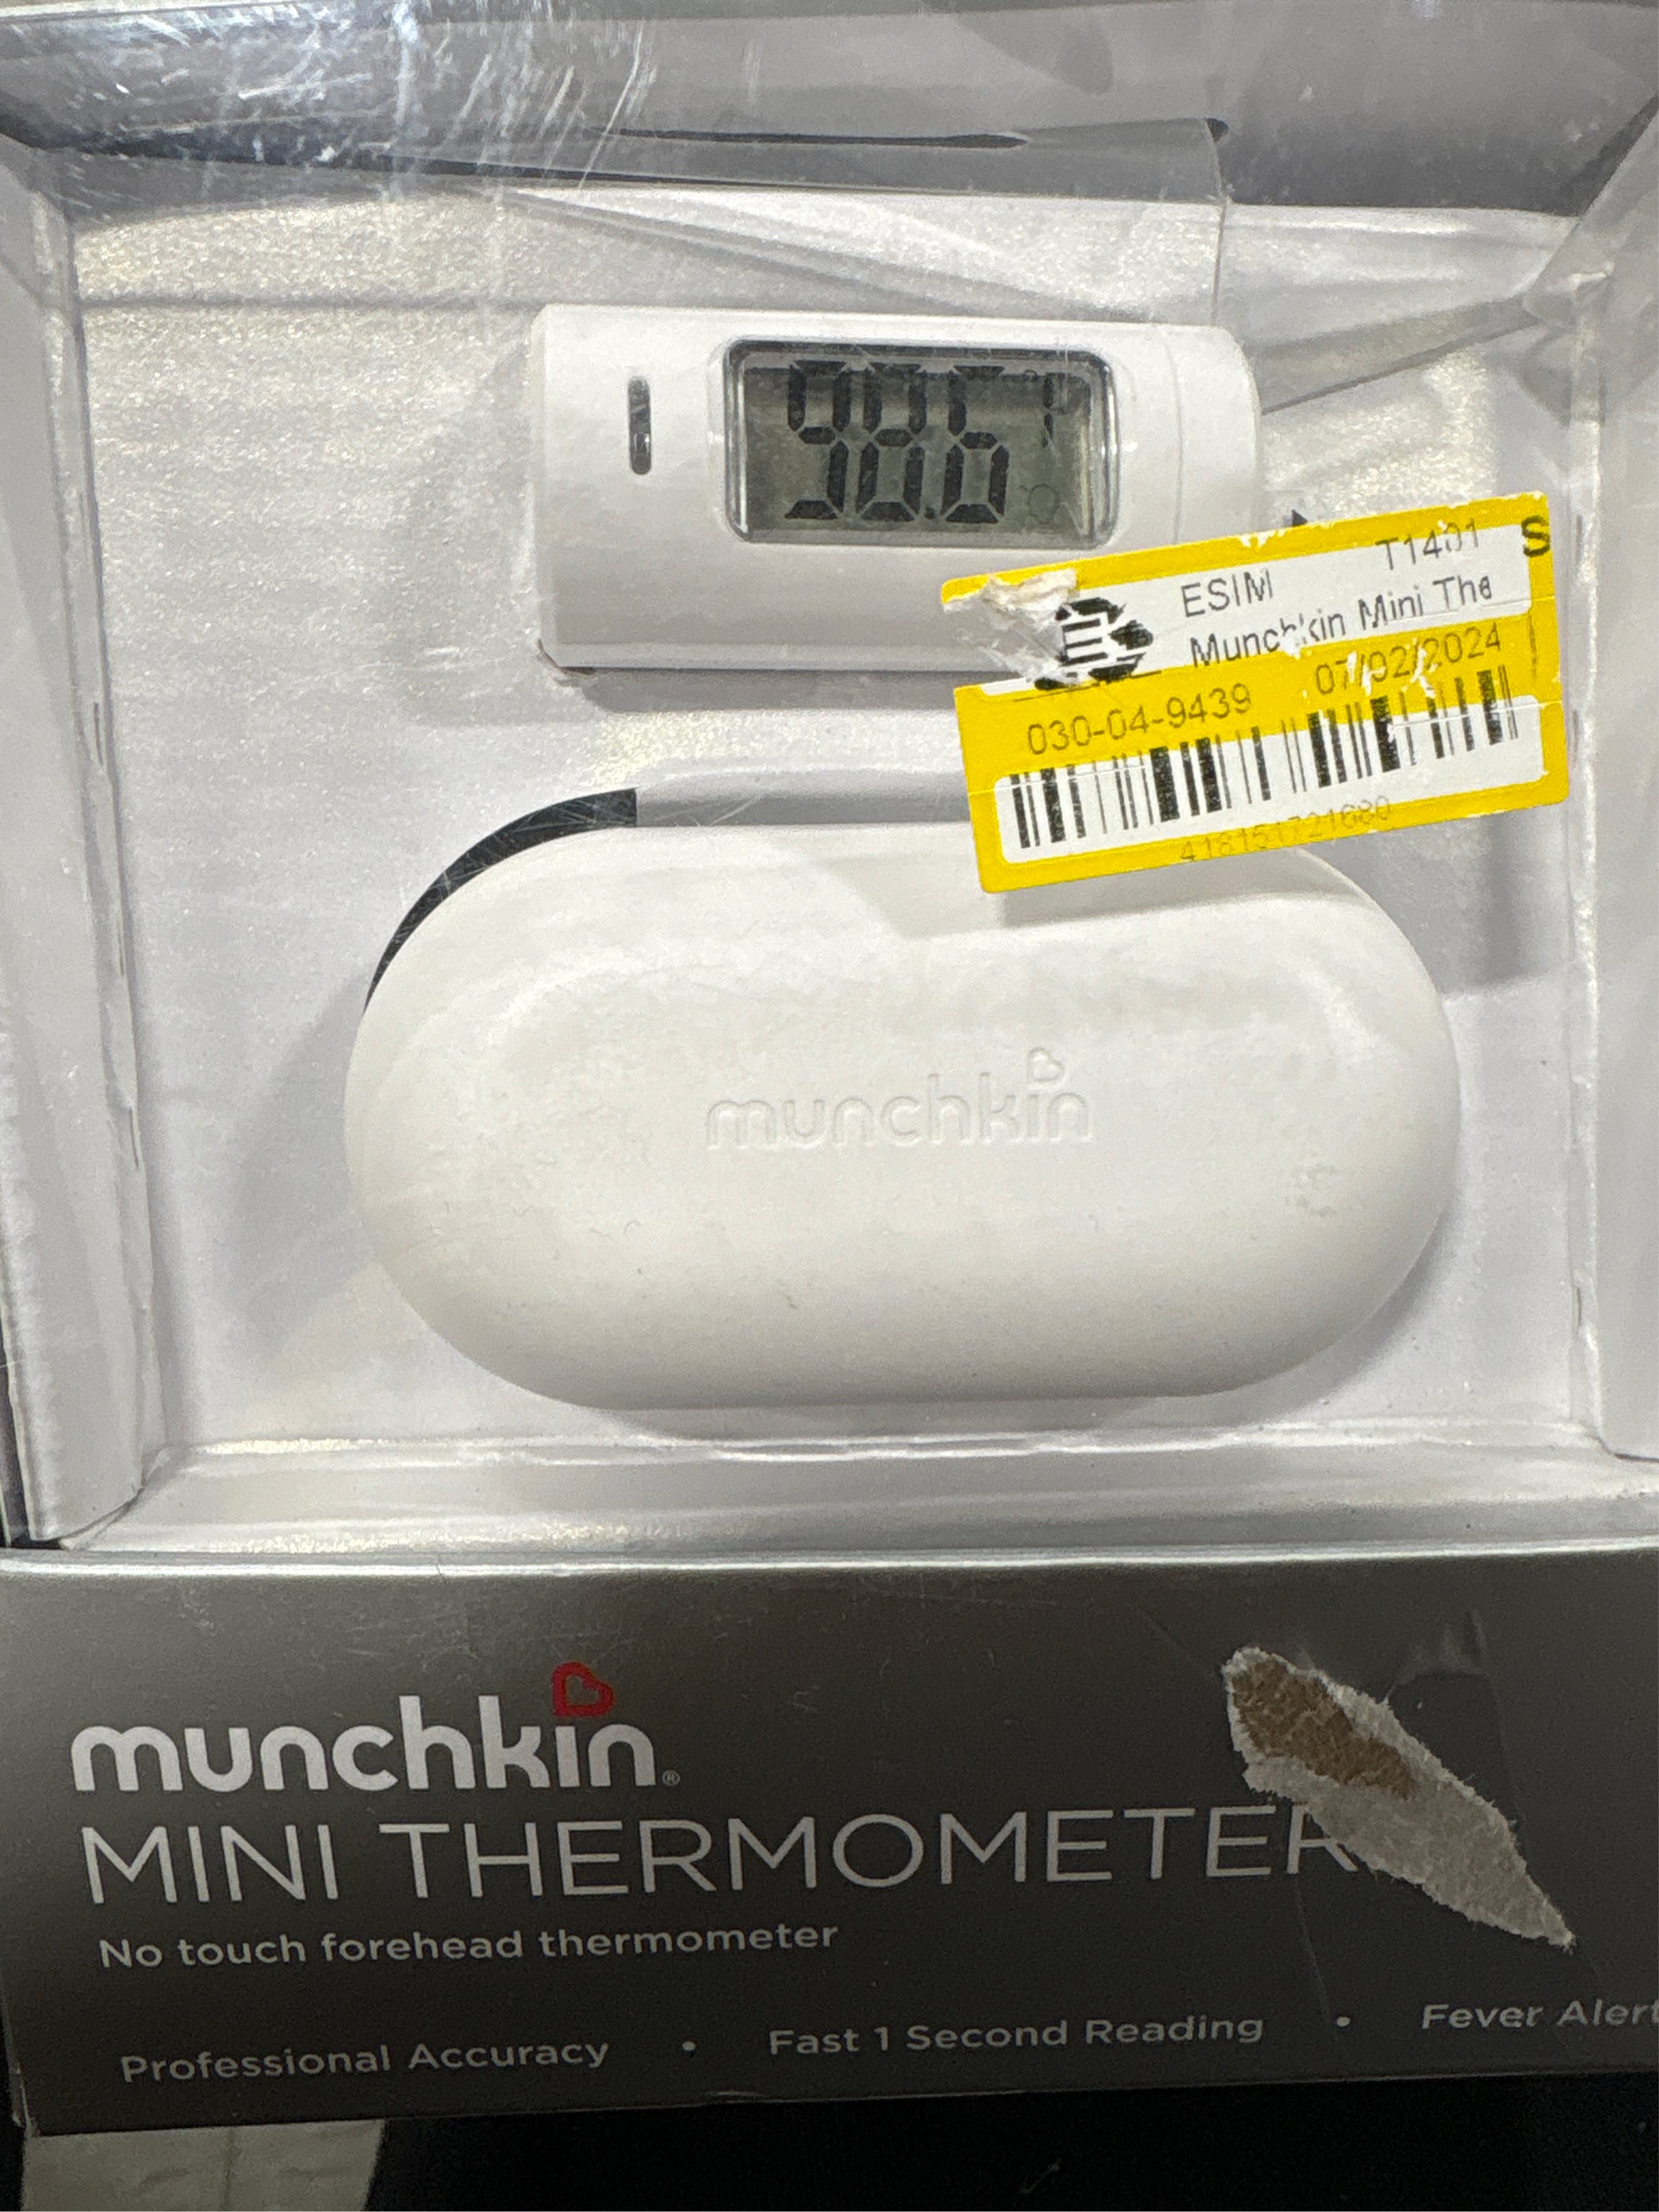 98.6
ESIM T1401
Munchkin Mini The
S
030-04-9439 07/02/2024
418151721680
munchkin
munchkin®
MINI THERMOMETER
No touch forehead thermometer
Professional Accuracy • Fast 1 Second Reading • Fever Alert